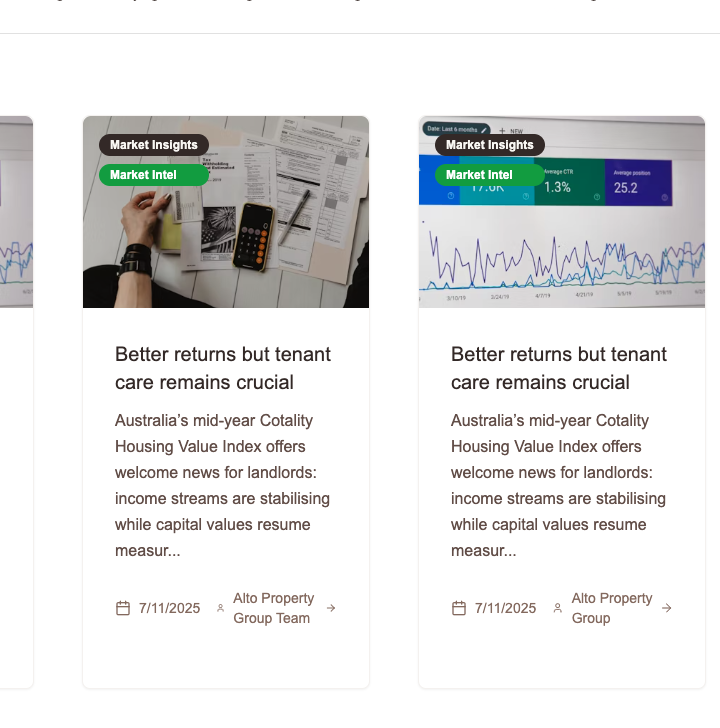 Market Insights
Market Intel
Better returns but tenant
care remains crucial
Australia’s mid-year Cotality
Housing Value Index offers
welcome news for landlords:
income streams are stabilising
while capital values resume
measur...
7/11/2025
Alto Property
Group Team
Date: Last 6 months
NEW
Market Insights
Market Intel
17.6K
Average CTR
1.3%
Average position
25.2
3/10/19
3/24/19
4/7/19
4/21/19
5/5/19
5/19/19
Better returns but tenant
care remains crucial
Australia’s mid-year Cotality
Housing Value Index offers
welcome news for landlords:
income streams are stabilising
while capital values resume
measur...
7/11/2025
Alto Property
Group